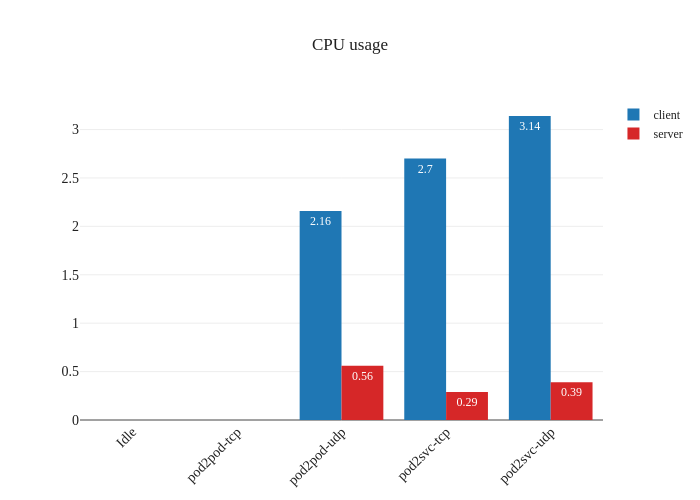 CPU usage
client
server
3
2.5
2
1.5
1
0.5
0
2.16
0.56
2.7
0.29
3.14
0.39
Idle
pod2pod-tcp
pod2pod-udp
pod2svc-tcp
pod2svc-udp